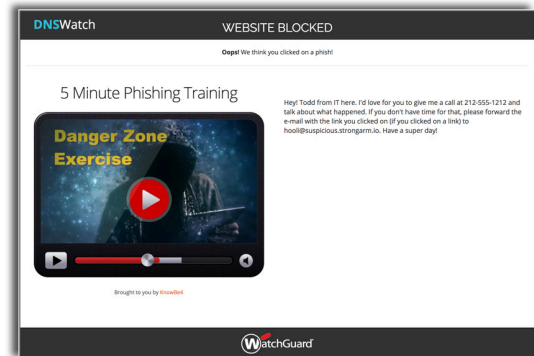 DNSWatch
WEBSITE BLOCKED
Oops! We think you clicked on a phish!
5 Minute Phishing Training
Danger Zone
Exercise
Brought to you by KnowBe4
Hey! Todd from IT here. I'd love for you to give me a call at 212-555-1212 and
talk about what happened. If you don't have time for that, please forward the
e-mail with the link you clicked on (if you clicked on a link) to
hooli@suspicious.strongarm.io. Have a super day!
WatchGuard